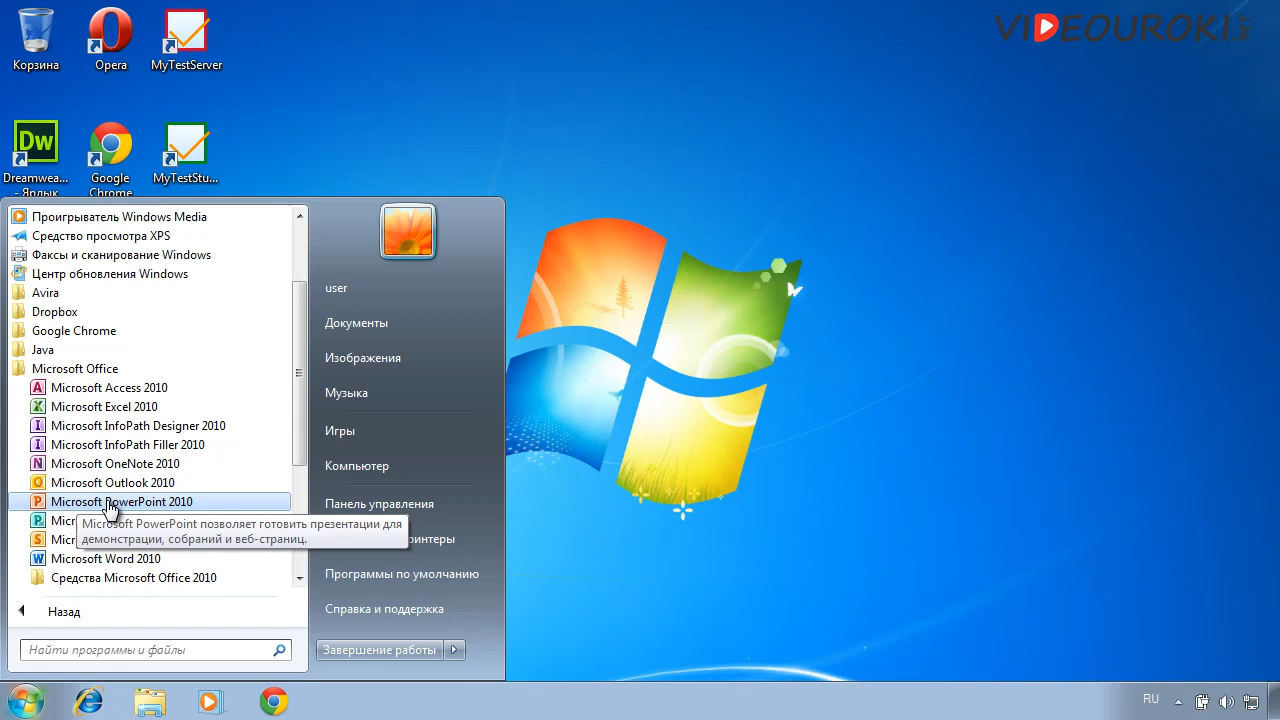 VIDEOUROKI
Корзина
Opera
MyTestServer
Dw
Dreamwea...
- Ярлык
Google
Chrome
MyTestStu...
Проигрыватель Windows Media
Средство просмотра XPS
Факсы и сканирование Windows
Центр обновления Windows
Avira
Dropbox
Google Chrome
Java
Microsoft Office
Microsoft Access 2010
Microsoft Excel 2010
Microsoft InfoPath Designer 2010
Microsoft InfoPath Filler 2010
Microsoft OneNote 2010
Microsoft Outlook 2010
Microsoft PowerPoint 2010
Microsoft PowerPoint позволяет готовить презентации для
демонстрации, собраний и веб-страниц.
Microsoft Word 2010
Средства Microsoft Office 2010
Назад
Найти программы и файлы
user
Документы
Изображения
Музыка
Игры
Компьютер
Панель управления
Программы по умолчанию
Справка и поддержка
Завершение работы
RU